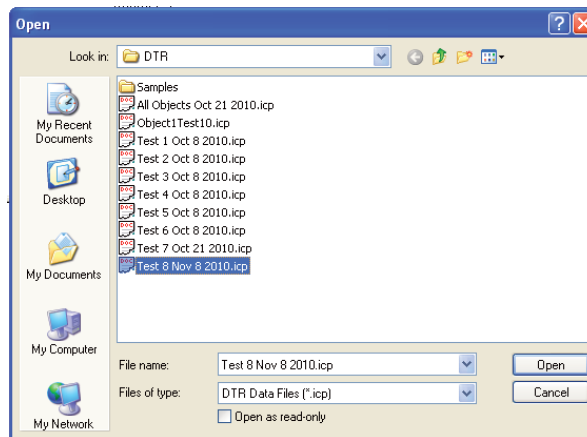 Open
Look in: DTR
Samples
All Objects Oct 21 2010.icp
Object1Test10.icp
Test 1 Oct 8 2010.icp
Test 2 Oct 8 2010.icp
Test 3 Oct 8 2010.icp
Test 4 Oct 8 2010.icp
Test 5 Oct 8 2010.icp
Test 6 Oct 8 2010.icp
Test 7 Oct 21 2010.icp
Test 8 Nov 8 2010.icp
My Recent
Documents
Desktop
My Documents
My Computer
My Network
File name: Test 8 Nov 8 2010.icp Open
Files of type: DTR Data Files (*.icp) Cancel
Open as read-only